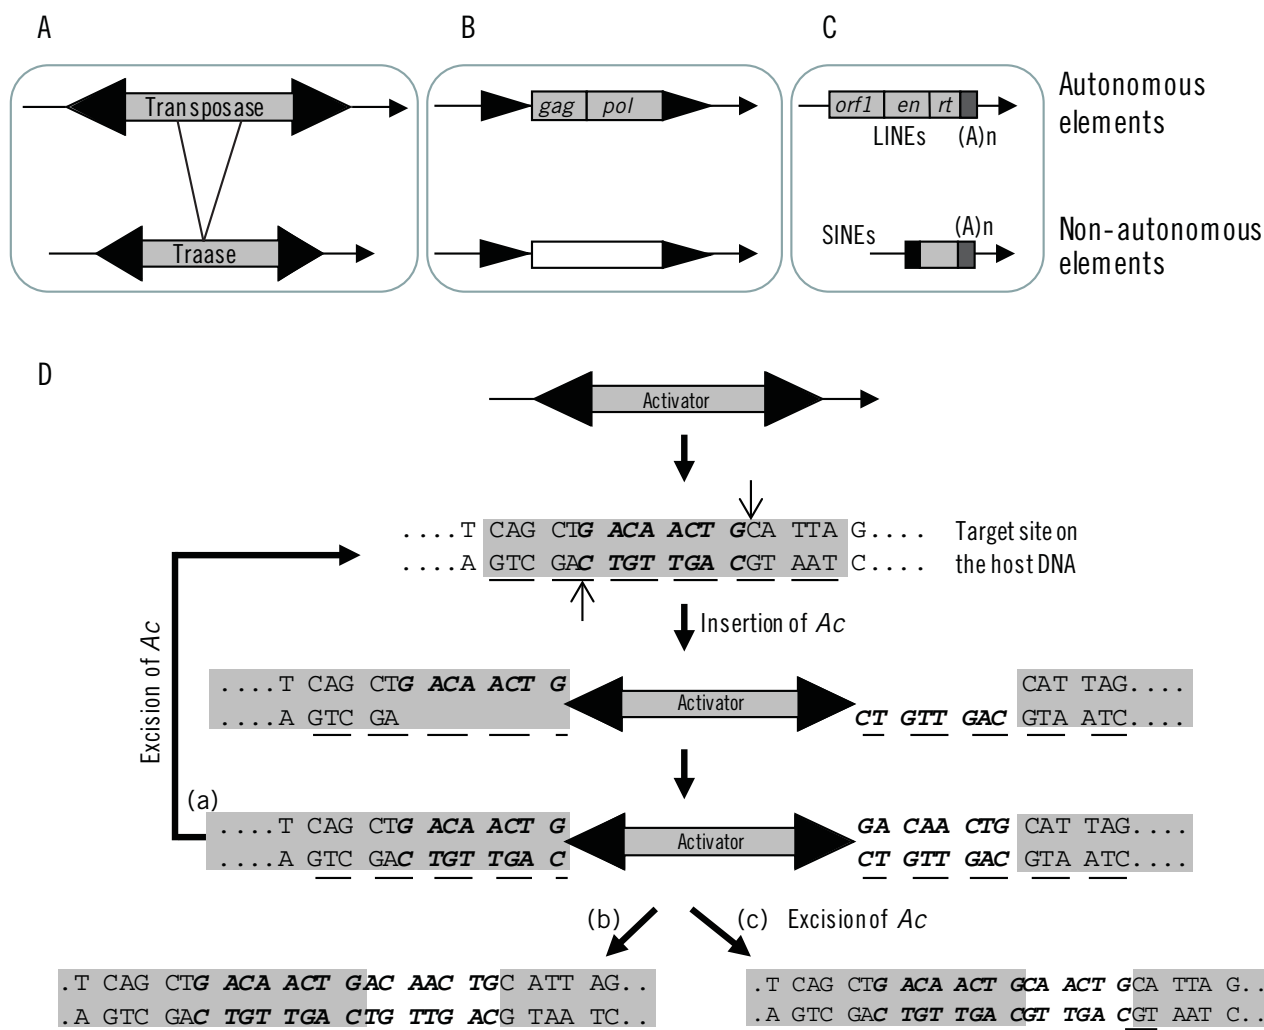 A
B
C
Transposase
gag pol
orf1 en rt
LINEs (A)n
Autonomous
elements
Traase
SINEs
(A)n
Non-autonomous
elements
D
Activator
....T CAG CTG ACA ACT GCA TTA G....
....A GTC GAC TGT TGA CGT AAT C....
Target site on
the host DNA
Insertion of Ac
Excision of Ac
....T CAG CTG ACA ACT G Activator CAT TAG....
....A GTC GA CT GTT GAC GTA ATC....
(a)
....T CAG CTG ACA ACT G Activator GA CAA CTG CAT TAG....
....A GTC GAC TGT TGA C CT GTT GAC GTA ATC....
(b) (c) Excision of Ac
.T CAG CTG ACA ACT GAC AAC TGC ATT AG..
.A GTC GAC TGT TGA CTG TTG ACG TAA TC..
.T CAG CTG ACA ACT GCA ACT GCA TTA G..
.A GTC GAC TGT TGA CGT TGA CGT AAT C..